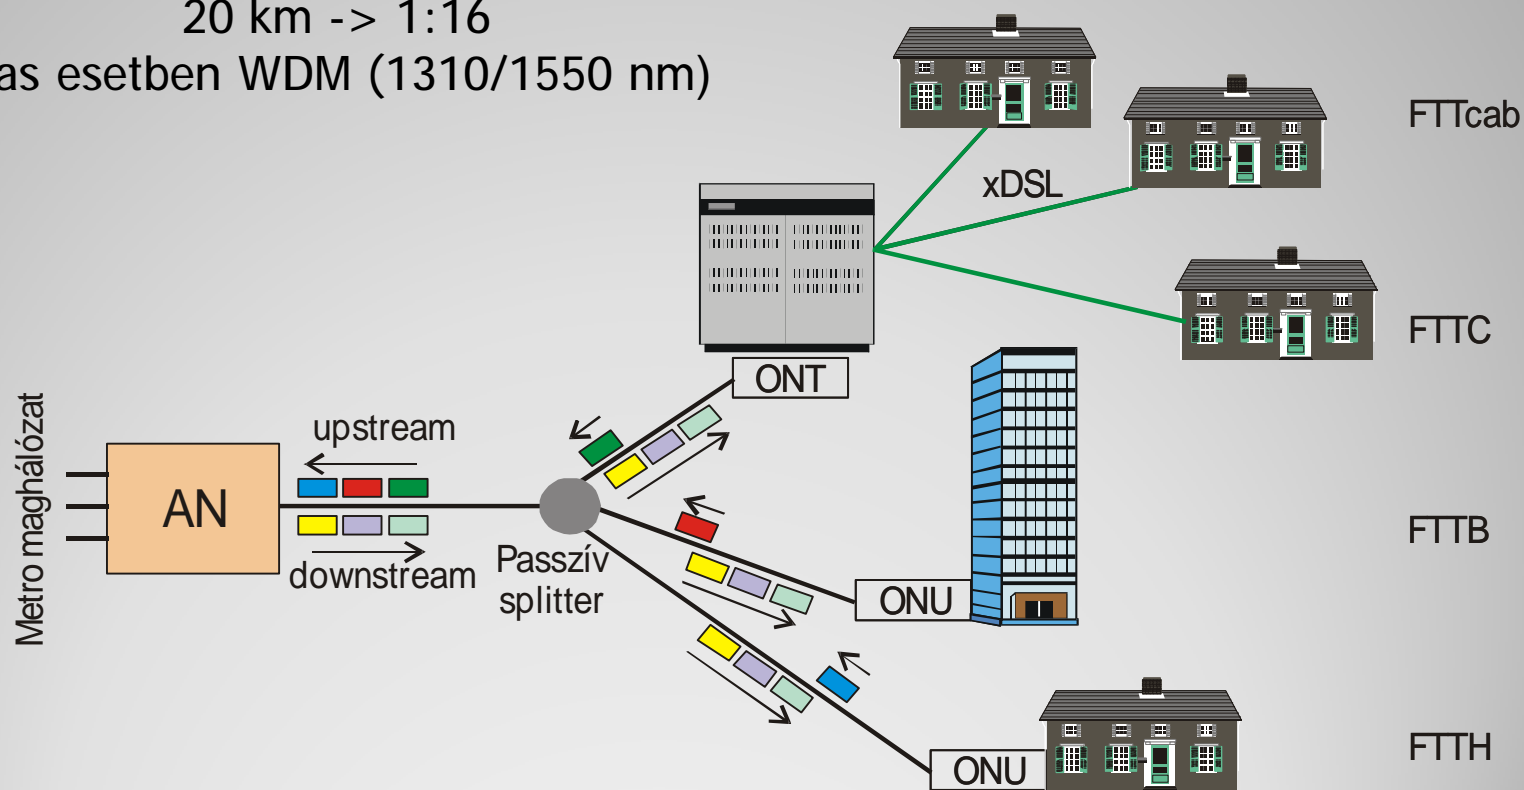 20 km -> 1:16
as esetben WDM (1310/1550 nm)
FTTcab
xDSL
FTTC
ONT
Metro maghálózat
upstream
AN
downstream
Passzív
splitter
FTTB
ONU
FTTH
ONU